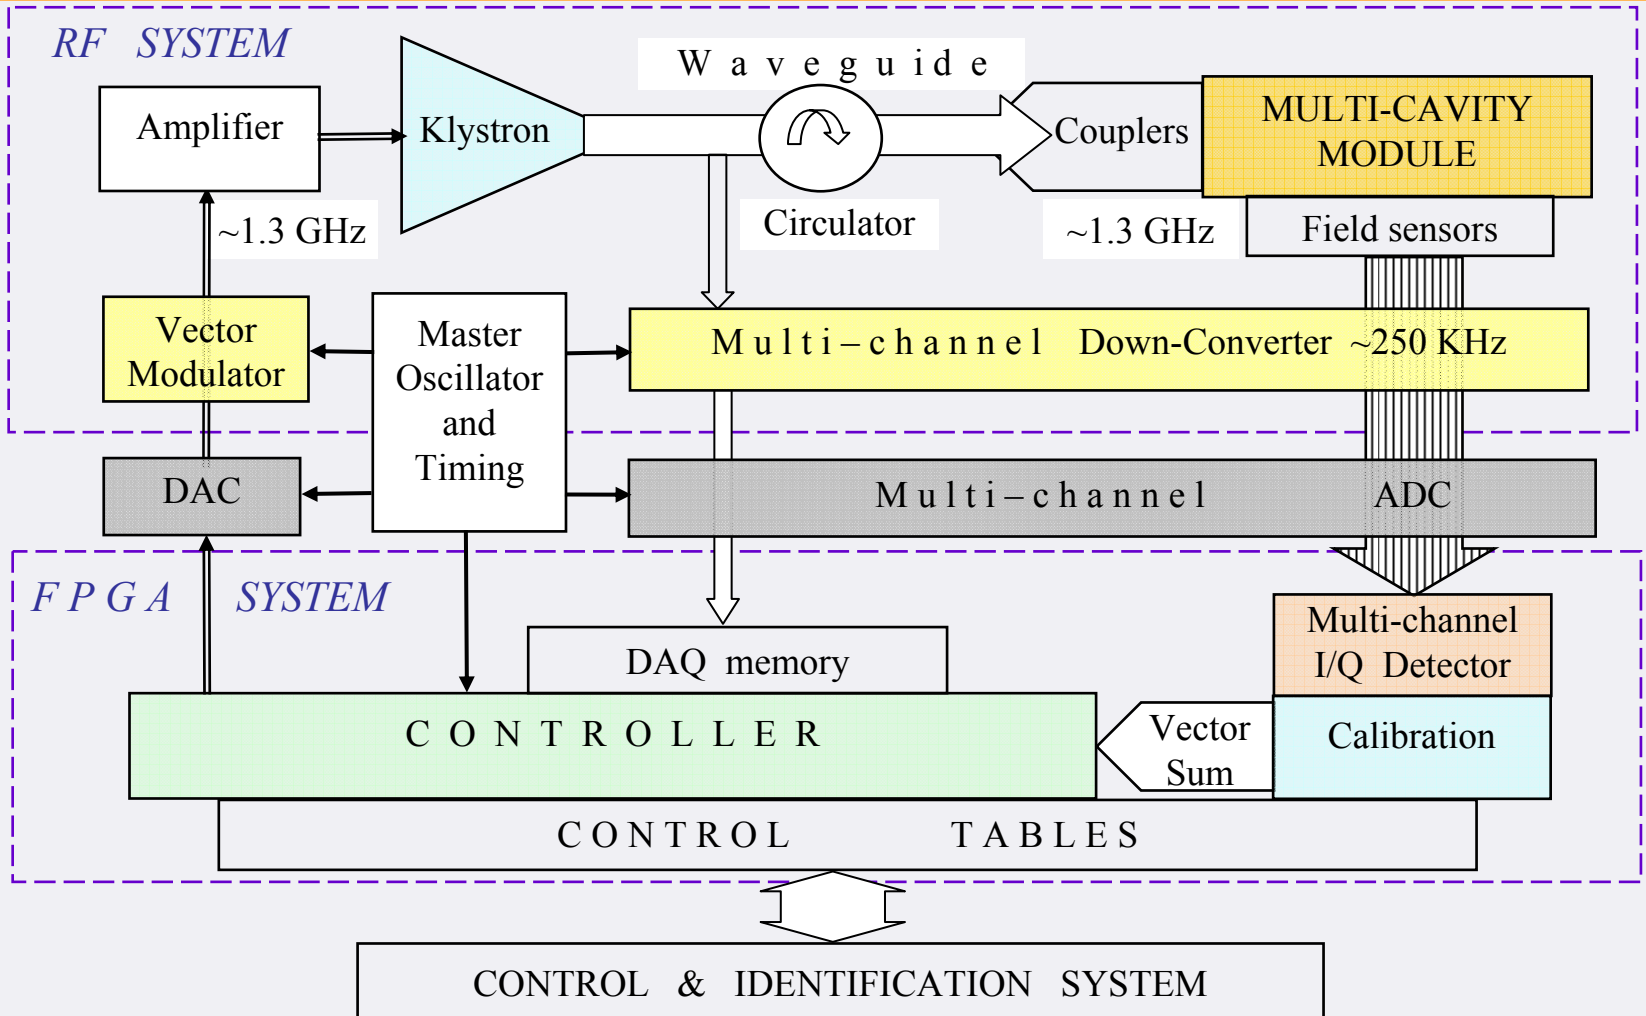 RF SYSTEM
Waveguide
Amplifier
Klystron
Couplers
MULTI-CAVITY
MODULE
Circulator
~1.3 GHz
~1.3 GHz
Field sensors
Vector
Modulator
Master
Oscillator
and
Timing
Multi–channel Down-Converter ~250 KHz
DAC
Multi–channel ADC
FPGA SYSTEM
Multi-channel
I/Q Detector
DAQ memory
CONTROLLER
Vector
Sum
Calibration
CONTROL TABLES
CONTROL & IDENTIFICATION SYSTEM